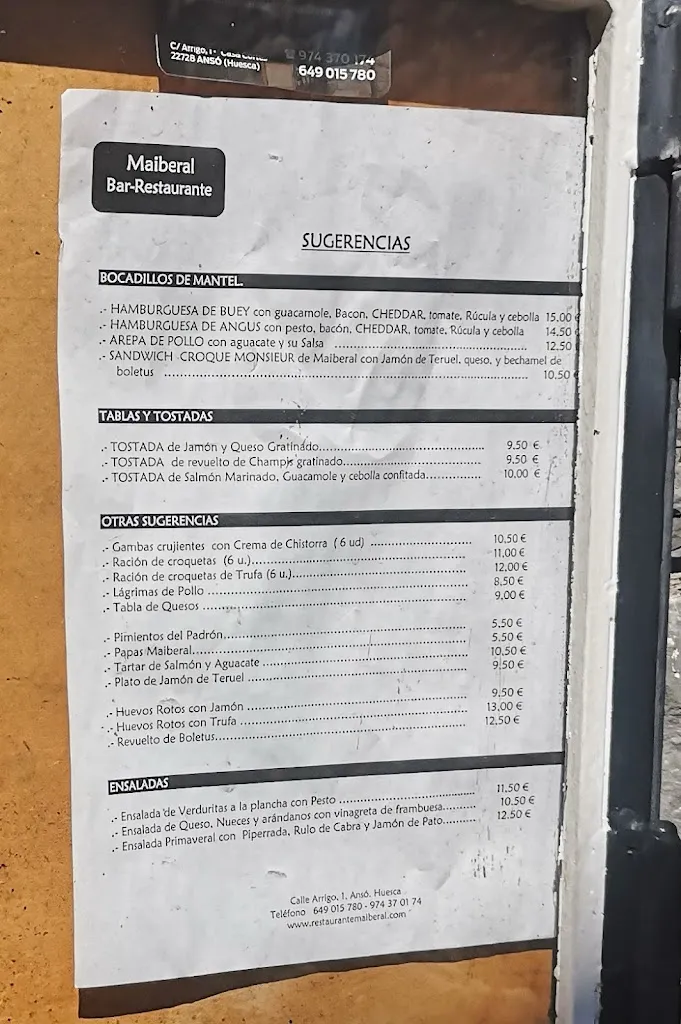 C/ Arrigo, 1 - Casa
974 370 174
22728 ANSÓ (Huesca)
649 015 780
Maiberal
Bar-Restaurante
SUGERENCIAS
BOCADILLOS DE MANTEL.
.- HAMBURGUESA DE BUEY con guacamole, Bacon, CHEDDAR, tomate, Rúcula y cebolla 15.00 €
.- HAMBURGUESA DE ANGUS con pesto, bacón, CHEDDAR, tomate, Rúcula y cebolla 14.50 €
.- AREPA DE POLLO con aguacate y su Salsa ........................................ 12.50
.- SANDWICH CROQUE MONSIEUR de Maiberal con Jamón de Teruel, queso, y bechamel de
boletus ........................................ 10.50 €
TABLAS Y TOSTADAS
.- TOSTADA de Jamón y Queso Gratinado........................................ 9.50 €
.- TOSTADA de revuelto de Champis gratinado................................... 9.50 €
.- TOSTADA de Salmón Marinado, Guacamole y cebolla confitada.............. 10.00 €
OTRAS SUGERENCIAS
.- Gambas crujientes con Crema de Chistorra ( 6 ud) ......................... 10.50 €
.- Ración de croquetas (6 u.)........................................ 11.00 €
.- Ración de croquetas de Trufa (6 u.)........................................ 12.00 €
.- Lágrimas de Pollo ........................................ 8.50 €
.- Tabla de Quesos ........................................ 9.00 €
.- Pimientos del Padrón........................................ 5.50 €
.- Papas Maiberal........................................ 5.50 €
.- Tartar de Salmón y Aguacate ........................................ 10.50 €
.- Plato de Jamón de Teruel ........................................ 9.50 €
.- Huevos Rotos con Jamón ........................................ 9.50 €
.- Huevos Rotos con Trufa ........................................ 13.00 €
.- Revuelto de Boletus........................................ 12.50 €
ENSALADAS
.- Ensalada de Verduritas a la plancha con Pesto .............................. 11.50 €
.- Ensalada de Queso, Nueces y arándanos con vinagreta de frambuesa.......... 10.50 €
.- Ensalada Primaveral con Piperrada, Rulo de Cabra y Jamón de Pato.......... 12.50 €
Calle Arrigo, 1, Ansó, Huesca
Teléfono 649 015 780 - 974 37 01 74
www.restaurantemaiberal.com